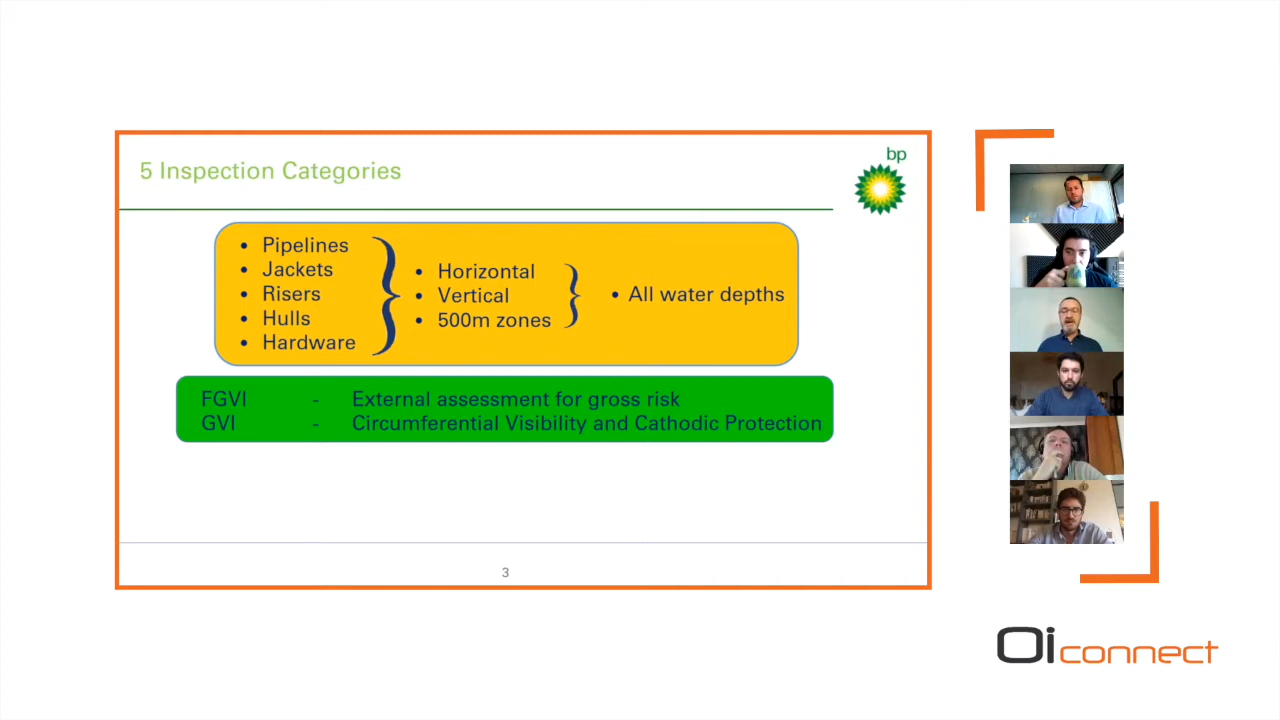 5 Inspection Categories
bp
• Pipelines
• Jackets
• Risers
• Hulls
• Hardware
• Horizontal
• Vertical
• 500m zones
• All water depths
FGVI - External assessment for gross risk
GVI - Circumferential Visibility and Cathodic Protection
3
Oi connect